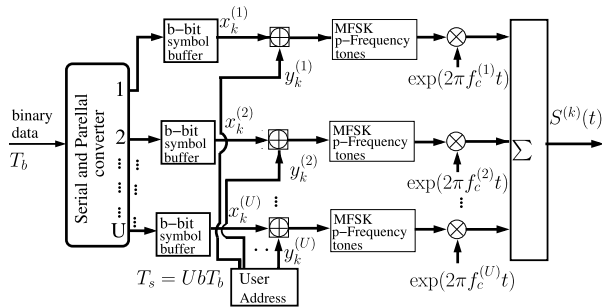 binary
data
T_b
Serial and Parellal
converter
1
2
U
b−bit
symbol
buffer
x_k^{(1)}
y_k^{(1)}
MFSK
p−Frequency
tones
exp(2πf_c^{(1)}t)
b−bit
symbol
buffer
x_k^{(2)}
y_k^{(2)}
MFSK
p−Frequency
tones
exp(2πf_c^{(2)}t)
b−bit
symbol
buffer
x_k^{(U)}
y_k^{(U)}
MFSK
p−Frequency
tones
exp(2πf_c^{(U)}t)
T_s = UbT_b
User
Address
∑
S^{(k)}(t)